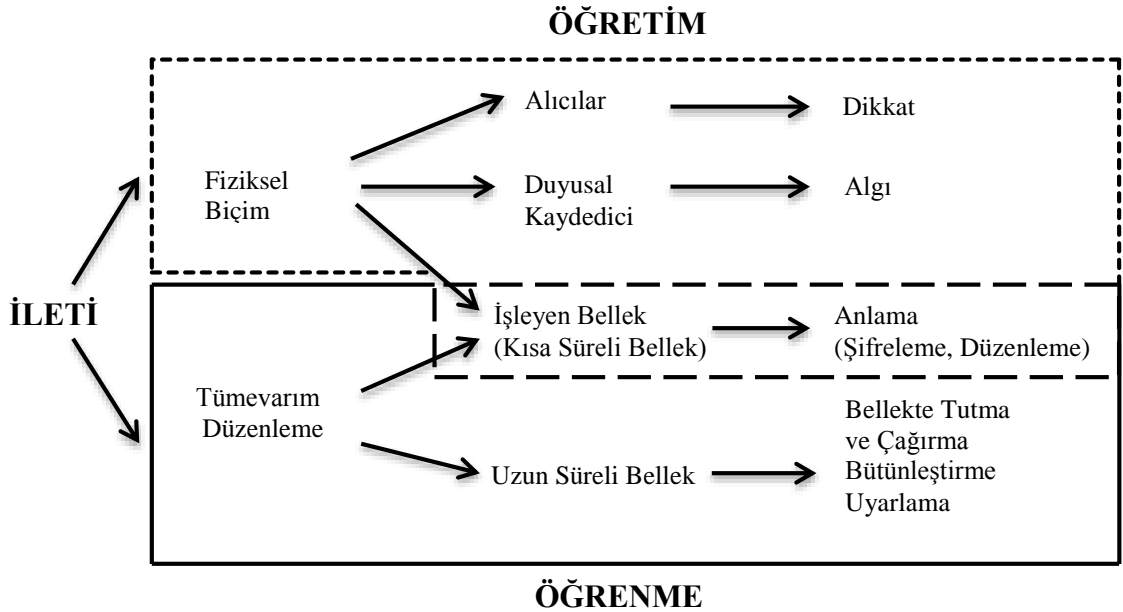 ÖĞRETİM
Alıcılar
Dikkat
Fiziksel
Biçim
Duyusal
Kaydedici
Algı
İLETİ
İşleyen Bellek
(Kısa Süreli Bellek)
Anlama
(Şifreleme, Düzenleme)
Tümevarım
Düzenleme
Uzun Süreli Bellek
Bellekte Tutma
ve Çağırma
Bütünleştirme
Uyarlama
ÖĞRENME